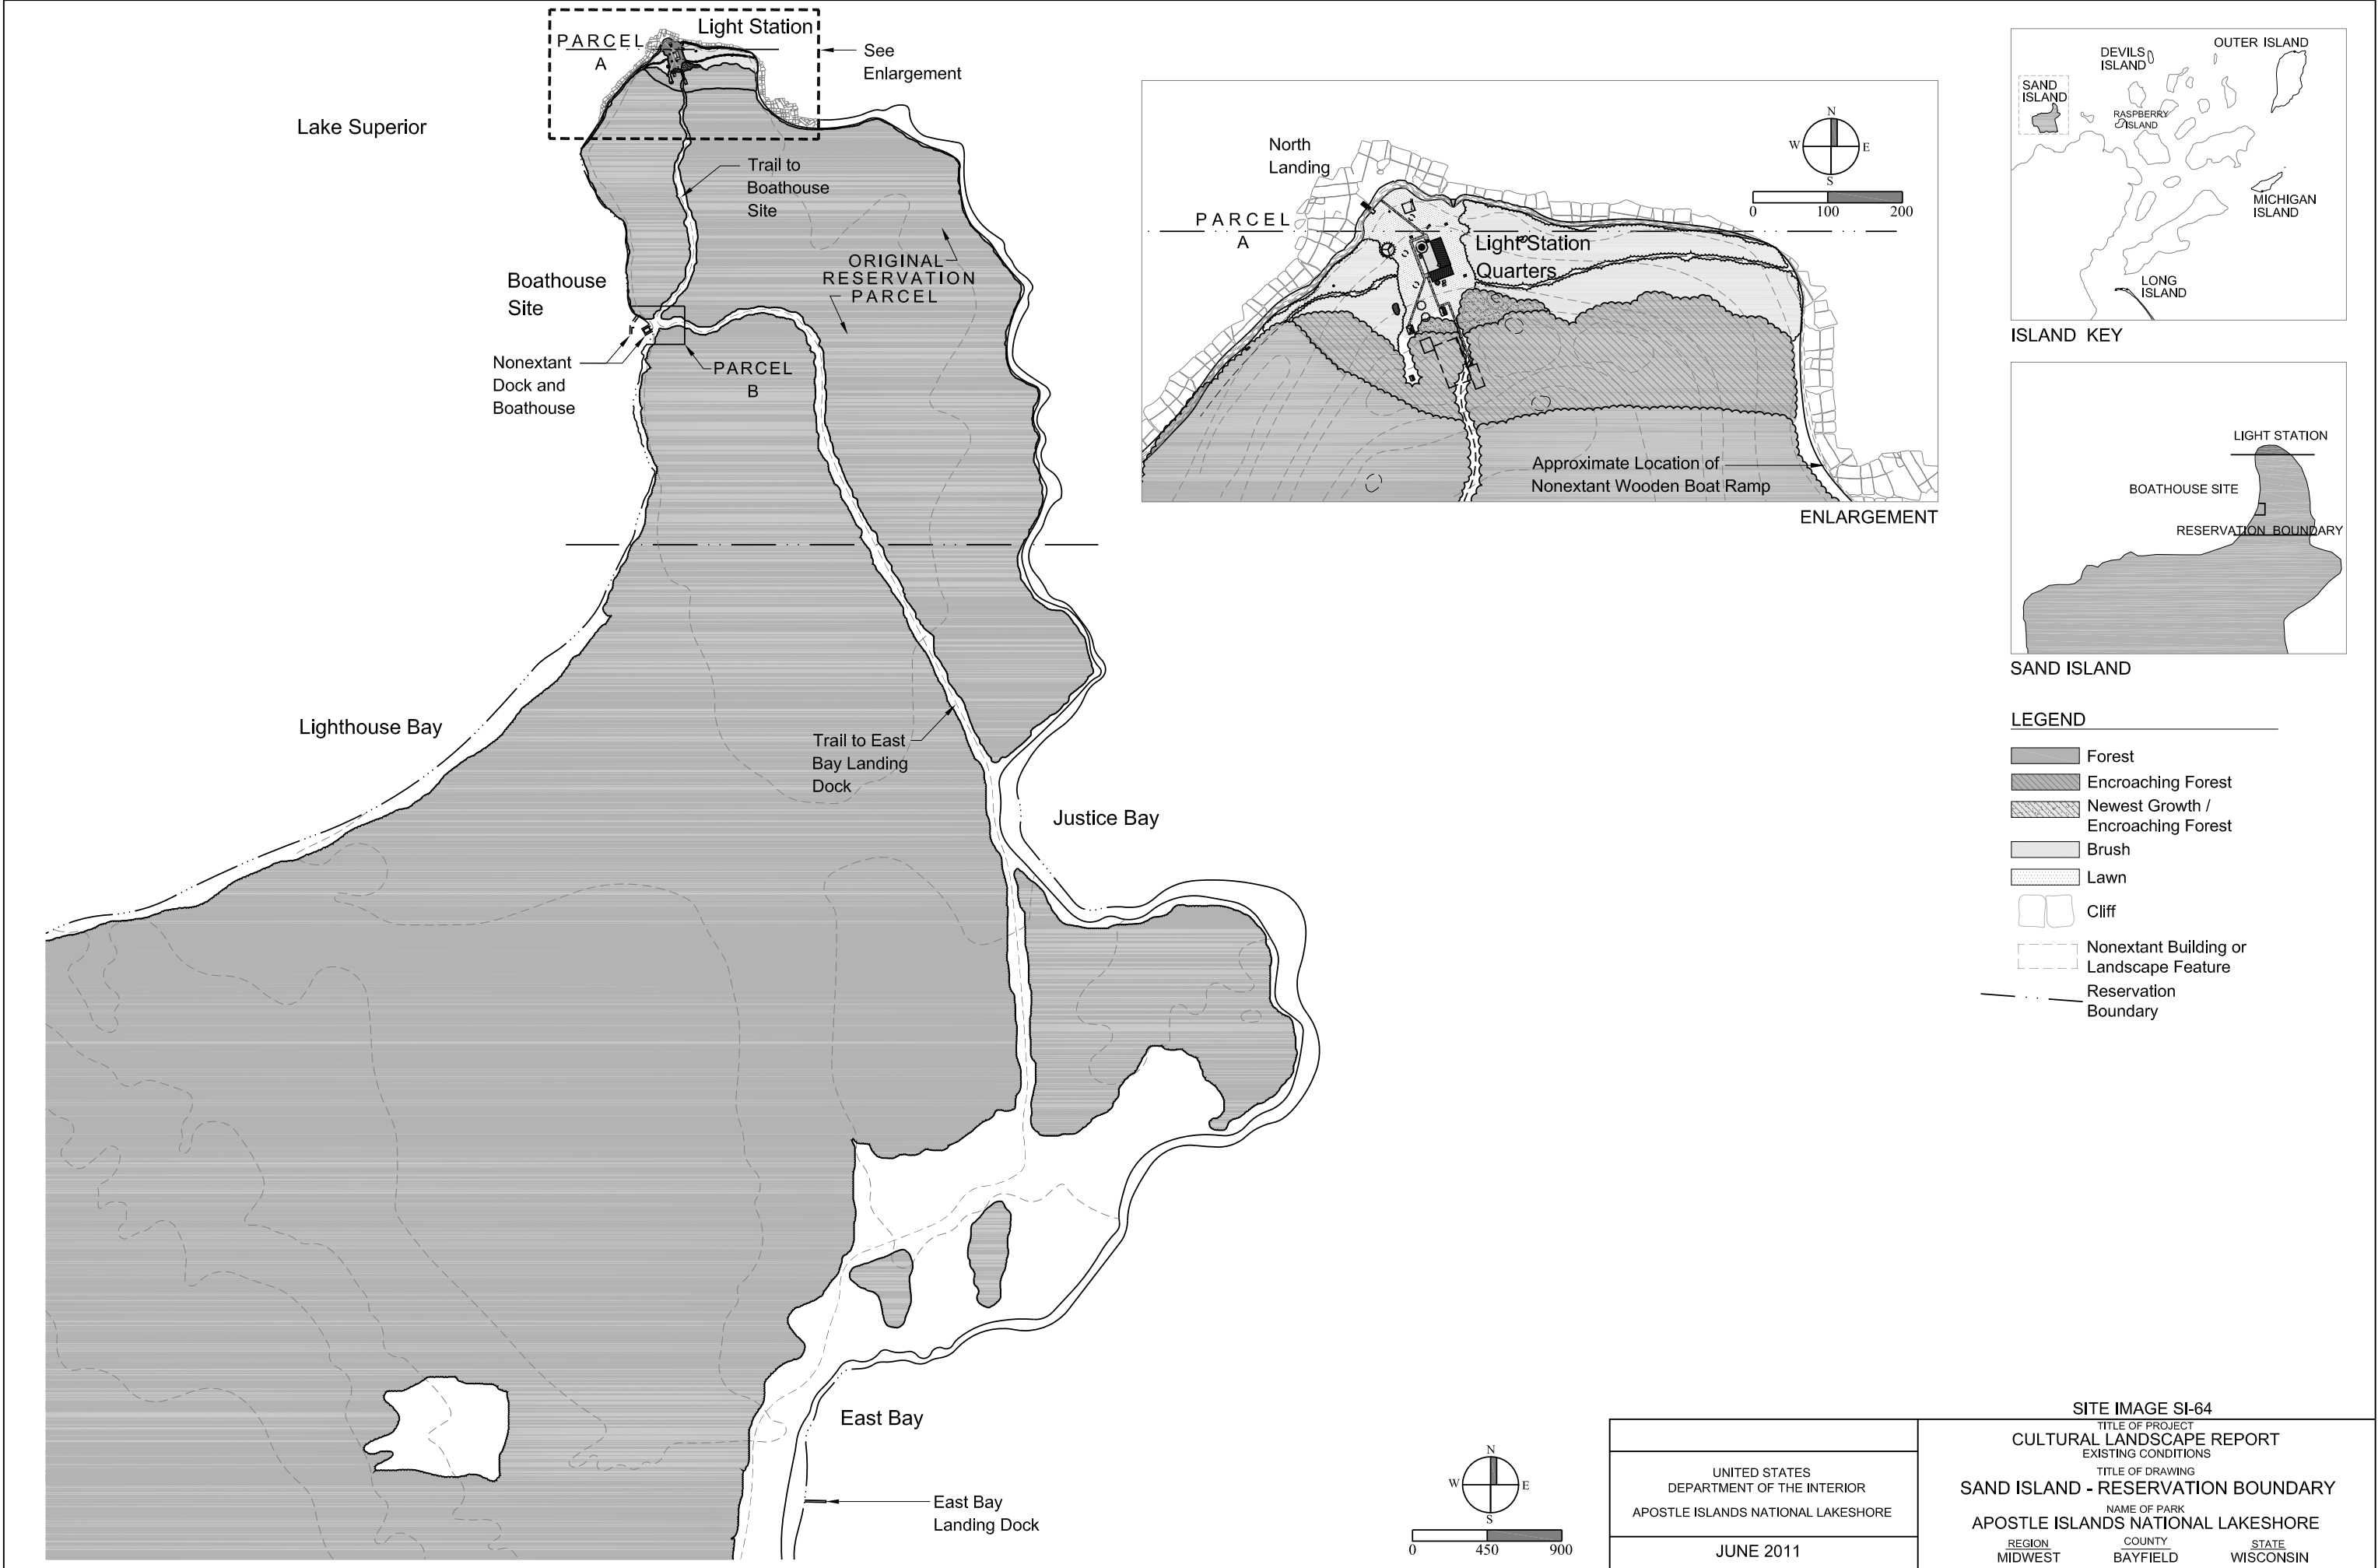 Light Station
PARCEL
A
See
Enlargement
Lake Superior
Trail to
Boathouse
Site
ORIGINAL
RESERVATION
PARCEL
Boathouse
Site
Nonextant
Dock and
Boathouse
PARCEL
B
Lighthouse Bay
Trail to East
Bay Landing
Dock
Justice Bay
East Bay
East Bay
Landing Dock
North
Landing
PARCEL
A
Light Station
Quarters
N
W E
S
0 100 200
Approximate Location of
Nonextant Wooden Boat Ramp
ENLARGEMENT
DEVILS
ISLAND
OUTER ISLAND
SAND
ISLAND
RASPBERRY
ISLAND
MICHIGAN
ISLAND
LONG
ISLAND
ISLAND KEY
LIGHT STATION
BOATHOUSE SITE
RESERVATION BOUNDARY
SAND ISLAND
LEGEND
Forest
Encroaching Forest
Newest Growth /
Encroaching Forest
Brush
Lawn
Cliff
Nonextant Building or
Landscape Feature
Reservation
Boundary
N
W E
S
0 450 900
UNITED STATES
DEPARTMENT OF THE INTERIOR
APOSTLE ISLANDS NATIONAL LAKESHORE
JUNE 2011
SITE IMAGE SI-64
TITLE OF PROJECT
CULTURAL LANDSCAPE REPORT
EXISTING CONDITIONS
TITLE OF DRAWING
SAND ISLAND - RESERVATION BOUNDARY
NAME OF PARK
APOSTLE ISLANDS NATIONAL LAKESHORE
REGION COUNTY STATE
MIDWEST BAYFIELD WISCONSIN